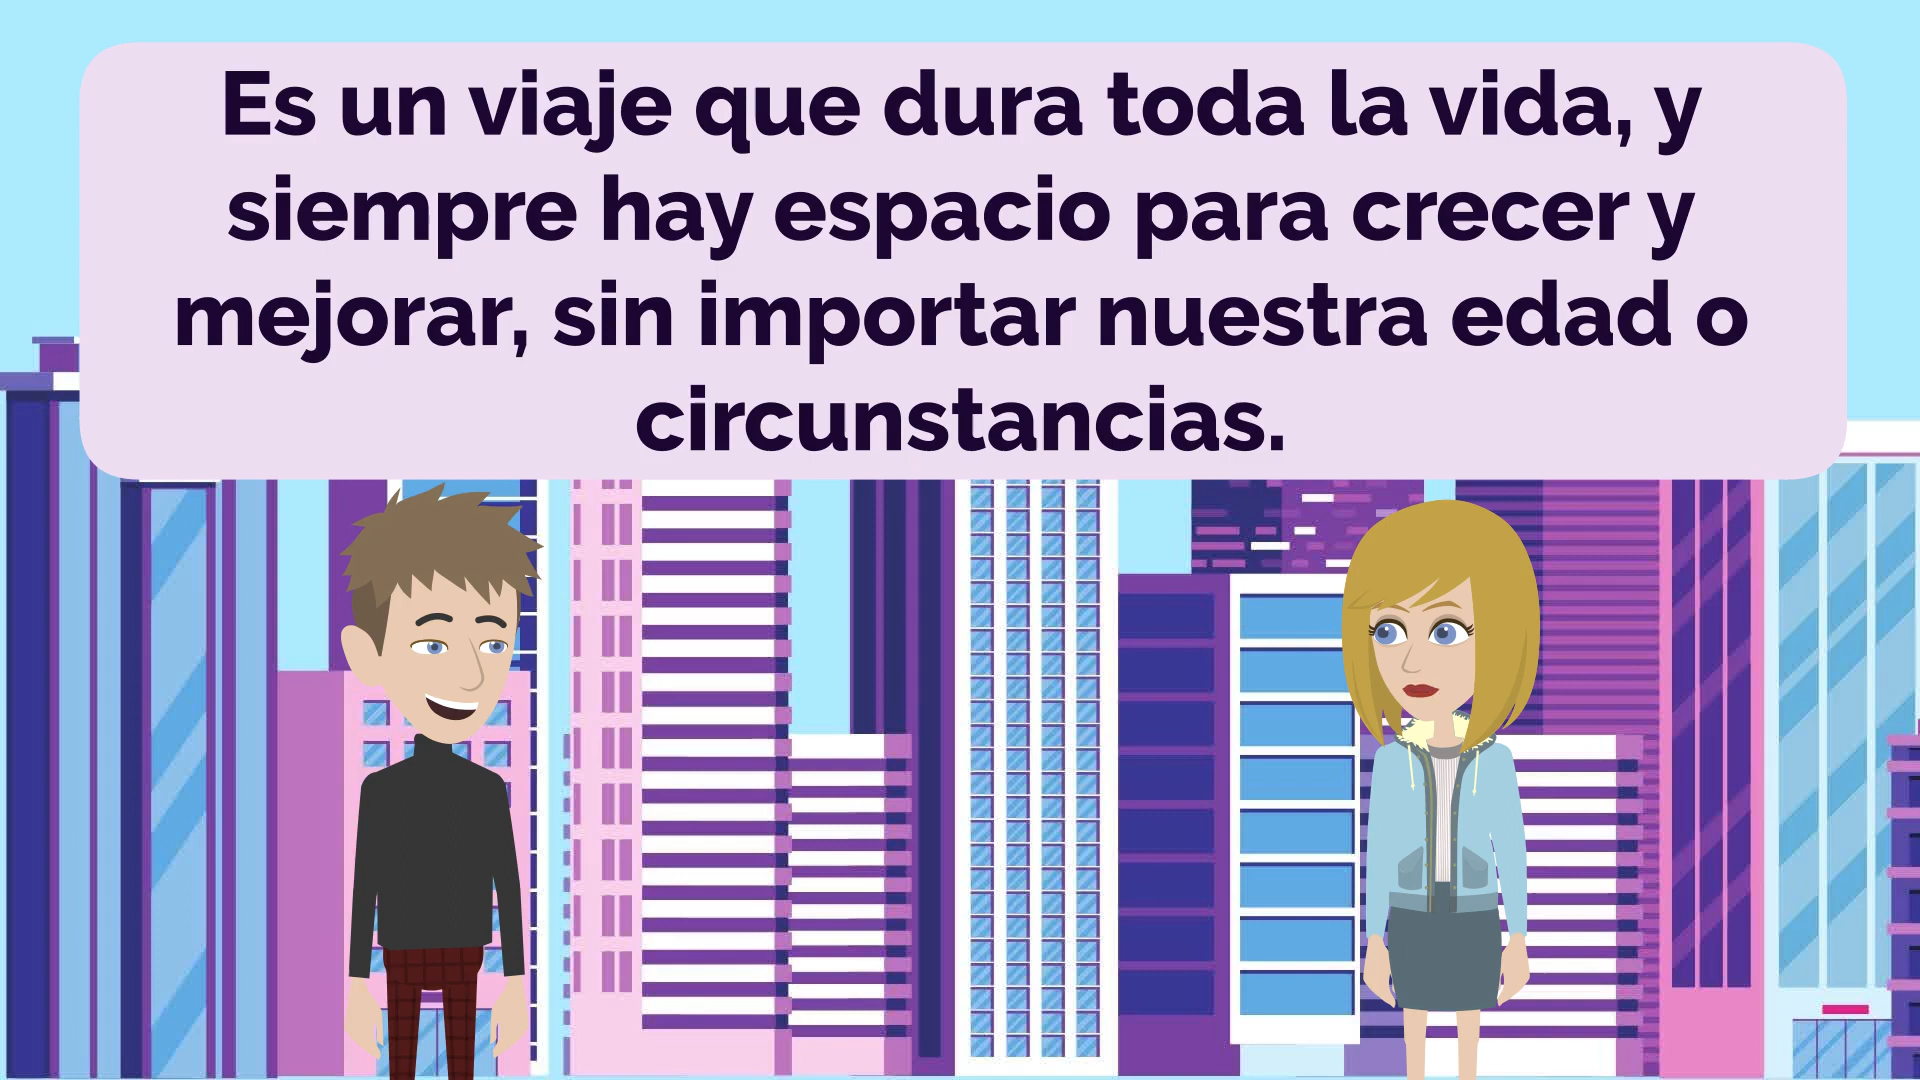 Es un viaje que dura toda la vida, y
siempre hay espacio para crecer y
mejorar, sin importar nuestra edad o
circunstancias.